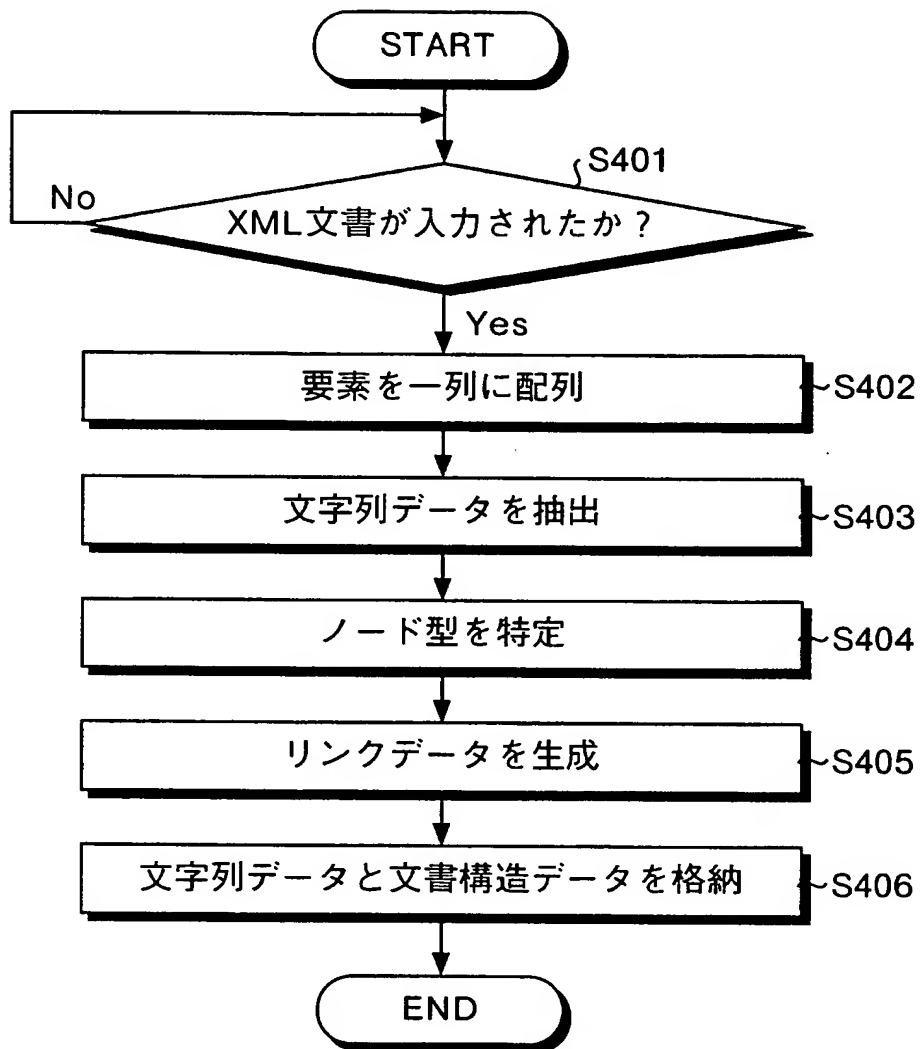 START
S401
No
XML文書が入力されたか？
Yes
要素を一列に配列
S402
文字列データを抽出
S403
ノード型を特定
S404
リンクデータを生成
S405
文字列データと文書構造データを格納
S406
END